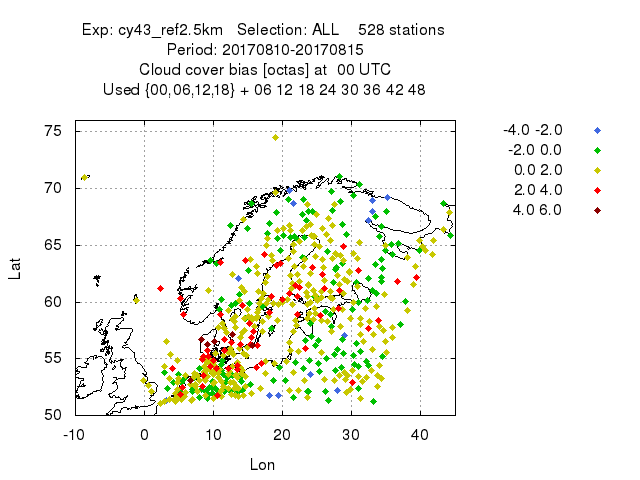 Exp: cy43_ref2.5km   Selection: ALL    528 stations
Period: 20170810-20170815
Cloud cover bias [octas] at  00 UTC
Used {00,06,12,18} + 06 12 18 24 30 36 42 48
-4.0 -2.0
-2.0 0.0
0.0 2.0
2.0 4.0
4.0 6.0
75
70
65
60
55
50
Lat
-10 0 10 20 30 40
Lon